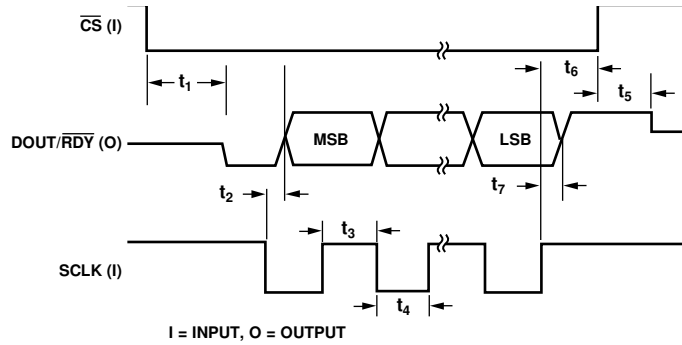 CS (I)
t1
t6
t5
DOUT/RDY (O)
MSB
LSB
t2
t7
t3
SCLK (I)
t4
I = INPUT, O = OUTPUT